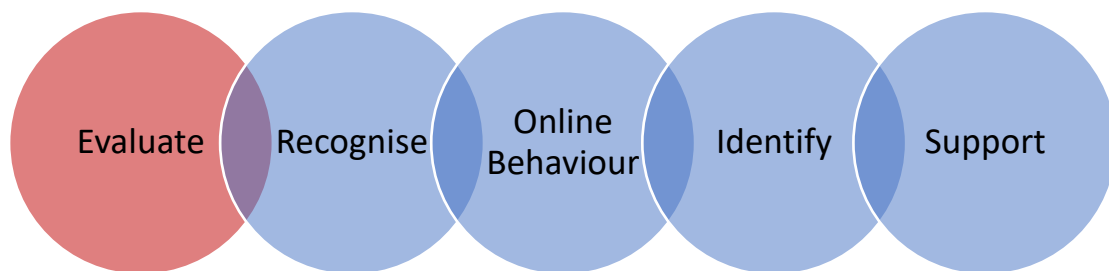 Evaluate
Recognise
Online
Behaviour
Identify
Support